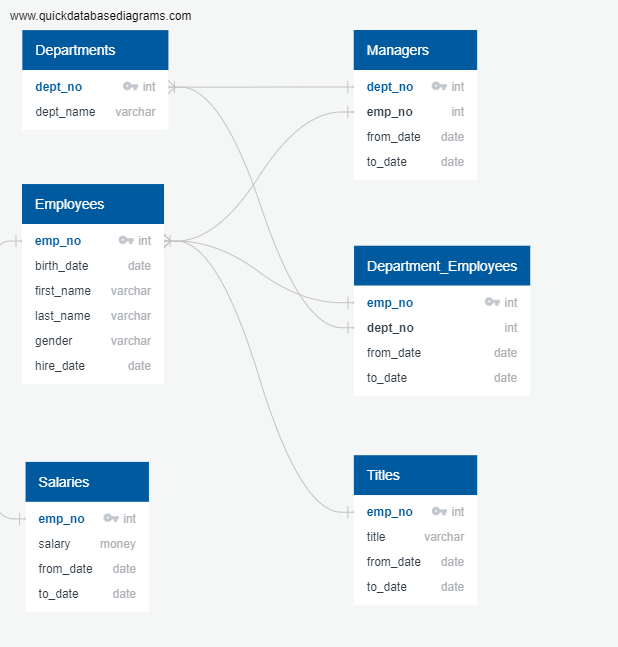 www.quickdatabasediagrams.com
Departments
dept_no int
dept_name varchar
Managers
dept_no int
emp_no int
from_date date
to_date date
Employees
emp_no int
birth_date date
first_name varchar
last_name varchar
gender varchar
hire_date date
Department_Employees
emp_no int
dept_no int
from_date date
to_date date
Salaries
emp_no int
salary money
from_date date
to_date date
Titles
emp_no int
title varchar
from_date date
to_date date